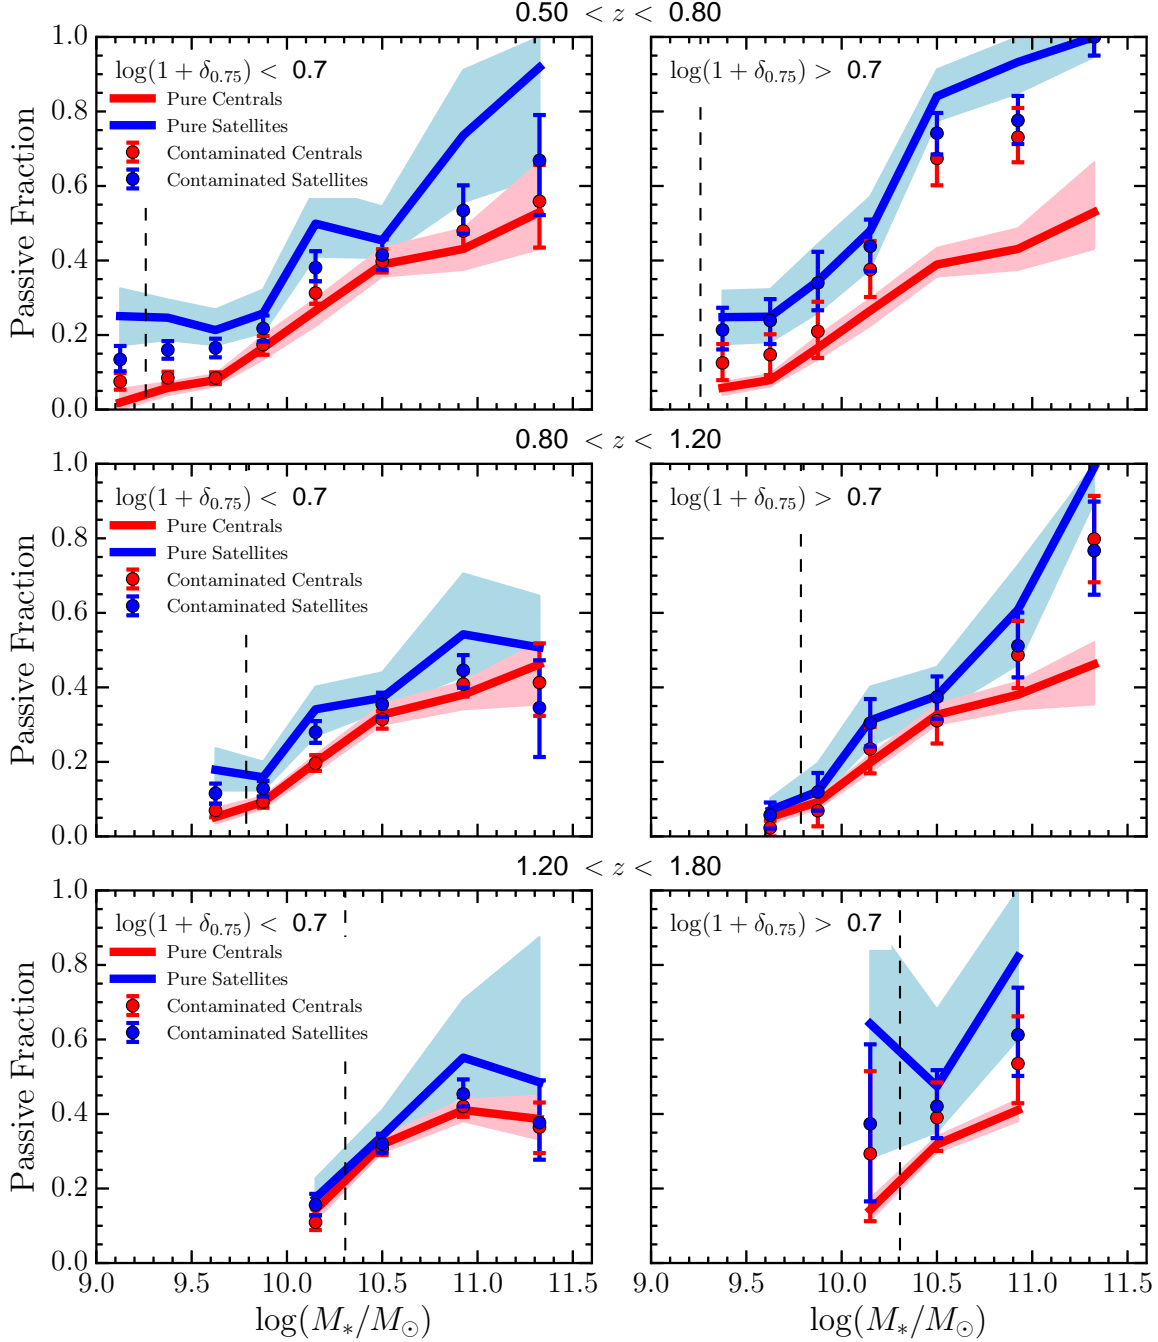 0.50 < z < 0.80
1.0
0.8
0.6
0.4
0.2
0.0
Passive Fraction
log(1 + δ0.75) < 0.7
Pure Centrals
Pure Satellites
Contaminated Centrals
Contaminated Satellites
log(1 + δ0.75) > 0.7
0.80 < z < 1.20
1.0
0.8
0.6
0.4
0.2
0.0
Passive Fraction
log(1 + δ0.75) < 0.7
Pure Centrals
Pure Satellites
Contaminated Centrals
Contaminated Satellites
log(1 + δ0.75) > 0.7
1.20 < z < 1.80
1.0
0.8
0.6
0.4
0.2
0.0
Passive Fraction
log(1 + δ0.75) < 0.7
Pure Centrals
Pure Satellites
Contaminated Centrals
Contaminated Satellites
log(1 + δ0.75) > 0.7
9.0 9.5 10.0 10.5 11.0 11.5
9.5 10.0 10.5 11.0 11.5
log(M*/M⊙)
log(M*/M⊙)